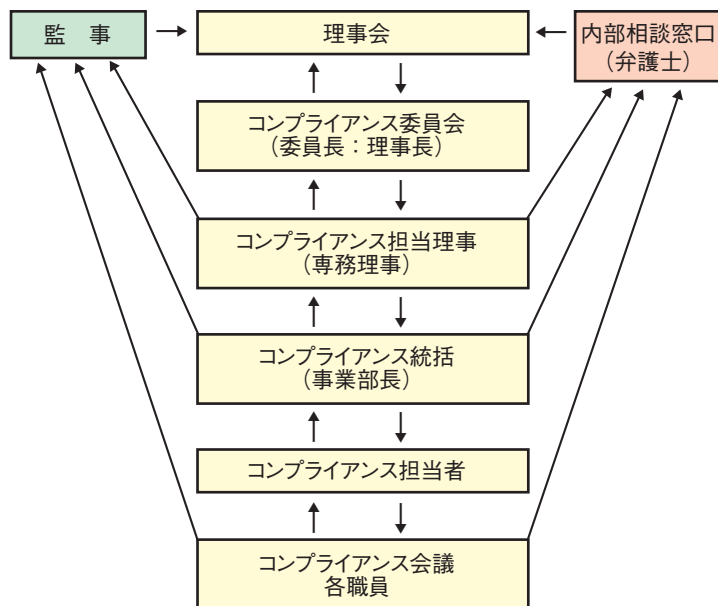 監　事
理事会
内部相談窓口
（弁護士）
コンプライアンス委員会
（委員長：理事長）
コンプライアンス担当理事
（専務理事）
コンプライアンス統括
（事業部長）
コンプライアンス担当者
コンプライアンス会議
各職員